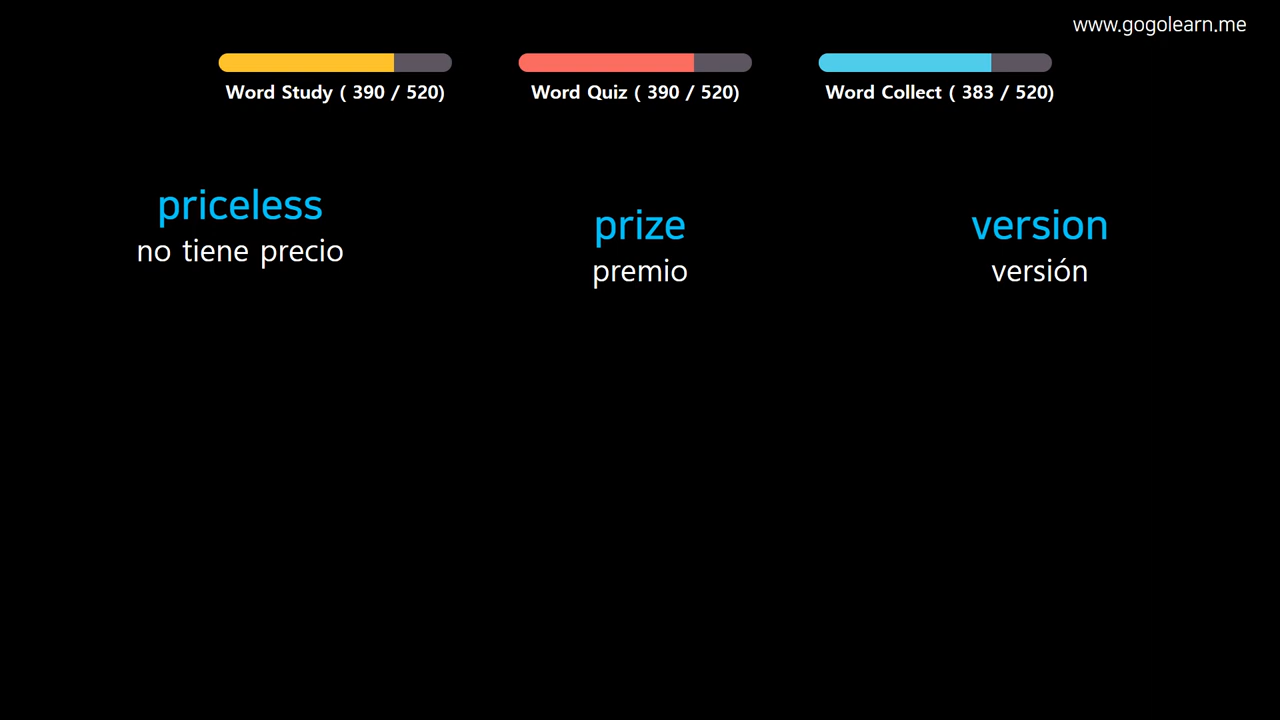 www.gogolearn.me
Word Study ( 390 / 520)
Word Quiz ( 390 / 520)
Word Collect ( 383 / 520)
priceless
no tiene precio
prize
premio
version
versión